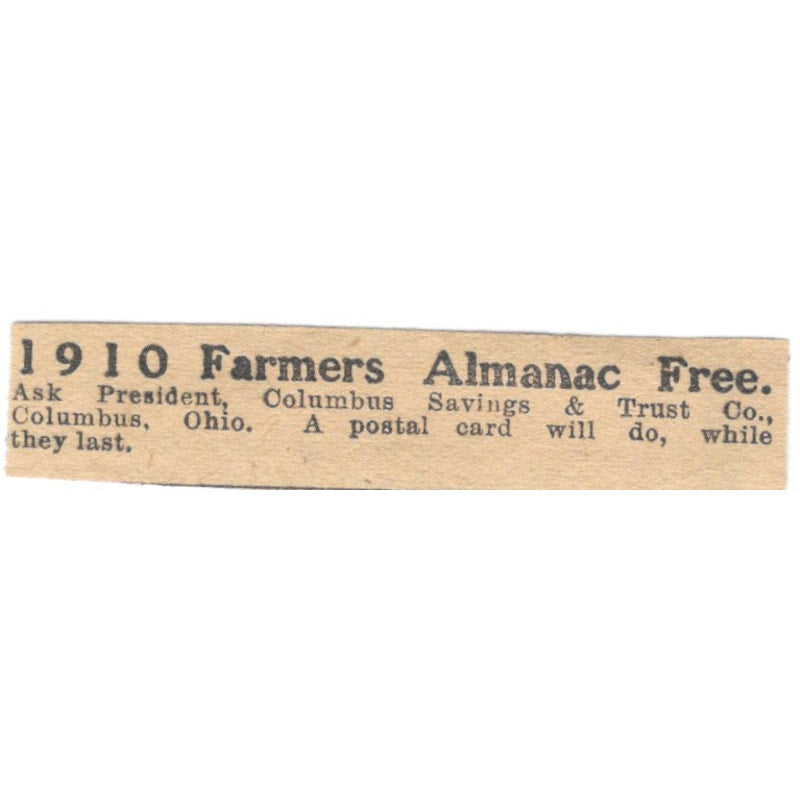 1910 Farmers Almanac Free.
Ask President, Columbus Savings & Trust Co.,
Columbus, Ohio. A postal card will do, while
they last.